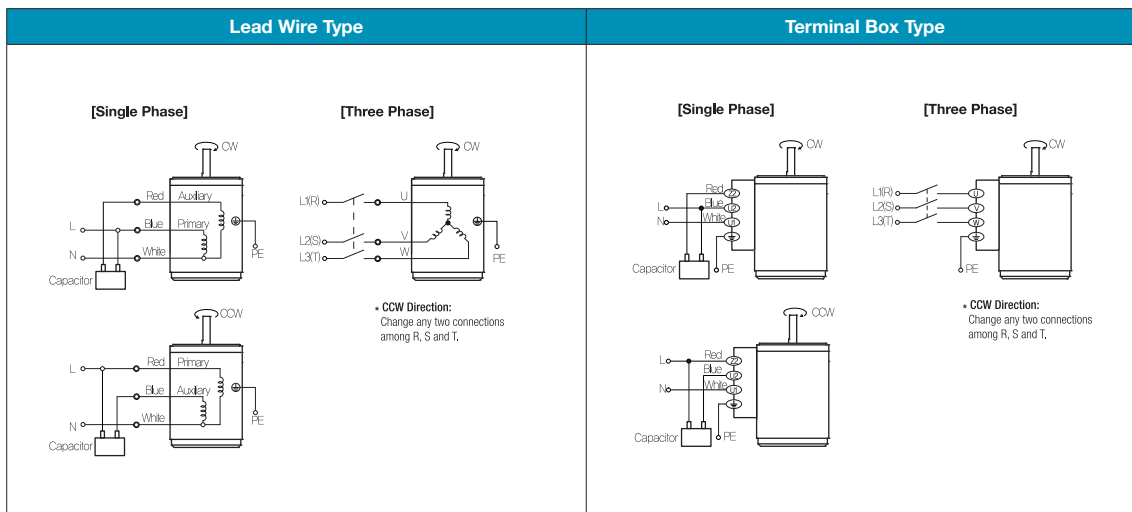 Lead Wire Type
Terminal Box Type
[Single Phase]
[Three Phase]
CW
Red Auxiliary
L Blue Primary
N White
PE
Capacitor
CCW
Red Primary
L
Blue Auxiliary
N White
PE
Capacitor
CW
L1(R) U
L2(S) V
L3(T) W
PE
* CCW Direction:
Change any two connections
among R, S and T.
[Single Phase]
[Three Phase]
CW
Red Z2
L Blue U2
N White U1
Capacitor PE
CCW
L Red Z2
Blue U2
N White U1
Capacitor PE
CW
L1(R) U
L2(S) V
L3(T) W
PE
* CCW Direction:
Change any two connections
among R, S and T.